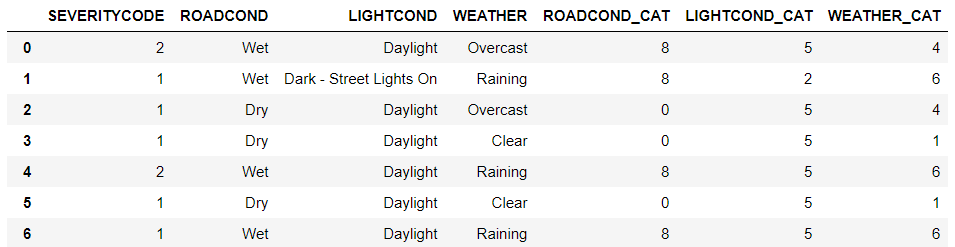 SEVERITYCODE ROADCOND LIGHTCOND WEATHER ROADCOND_CAT LIGHTCOND_CAT WEATHER_CAT
0 2 Wet Daylight Overcast 8 5 4
1 1 Wet Dark - Street Lights On Raining 8 2 6
2 1 Dry Daylight Overcast 0 5 4
3 1 Dry Daylight Clear 0 5 1
4 2 Wet Daylight Raining 8 5 6
5 1 Dry Daylight Clear 0 5 1
6 1 Wet Daylight Raining 8 5 6